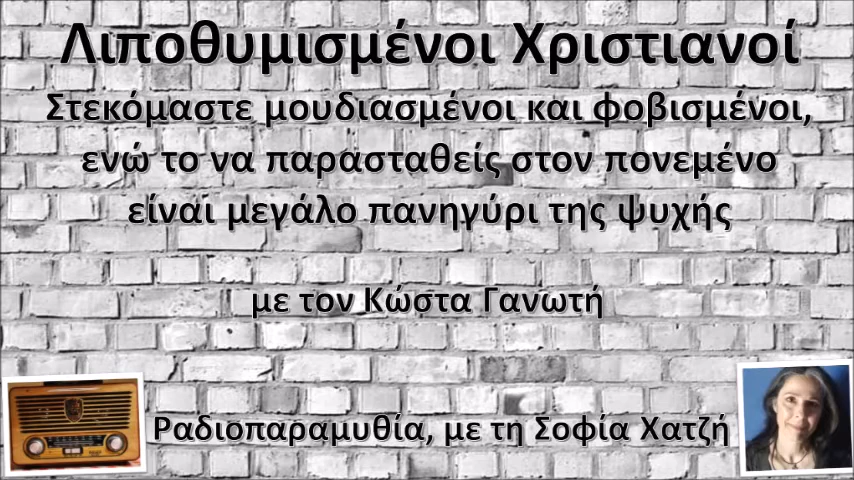 Λιποθυμισμένοι Χριστιανοί
Στεκόμαστε μουδιασμένοι και φοβισμένοι,
ενώ το να παρασταθείς στον πονεμένο
είναι μεγάλο πανηγύρι της ψυχής
με τον Κώστα Γανωτή
Ραδιοπαραμυθία, με τη Σοφία Χατζή